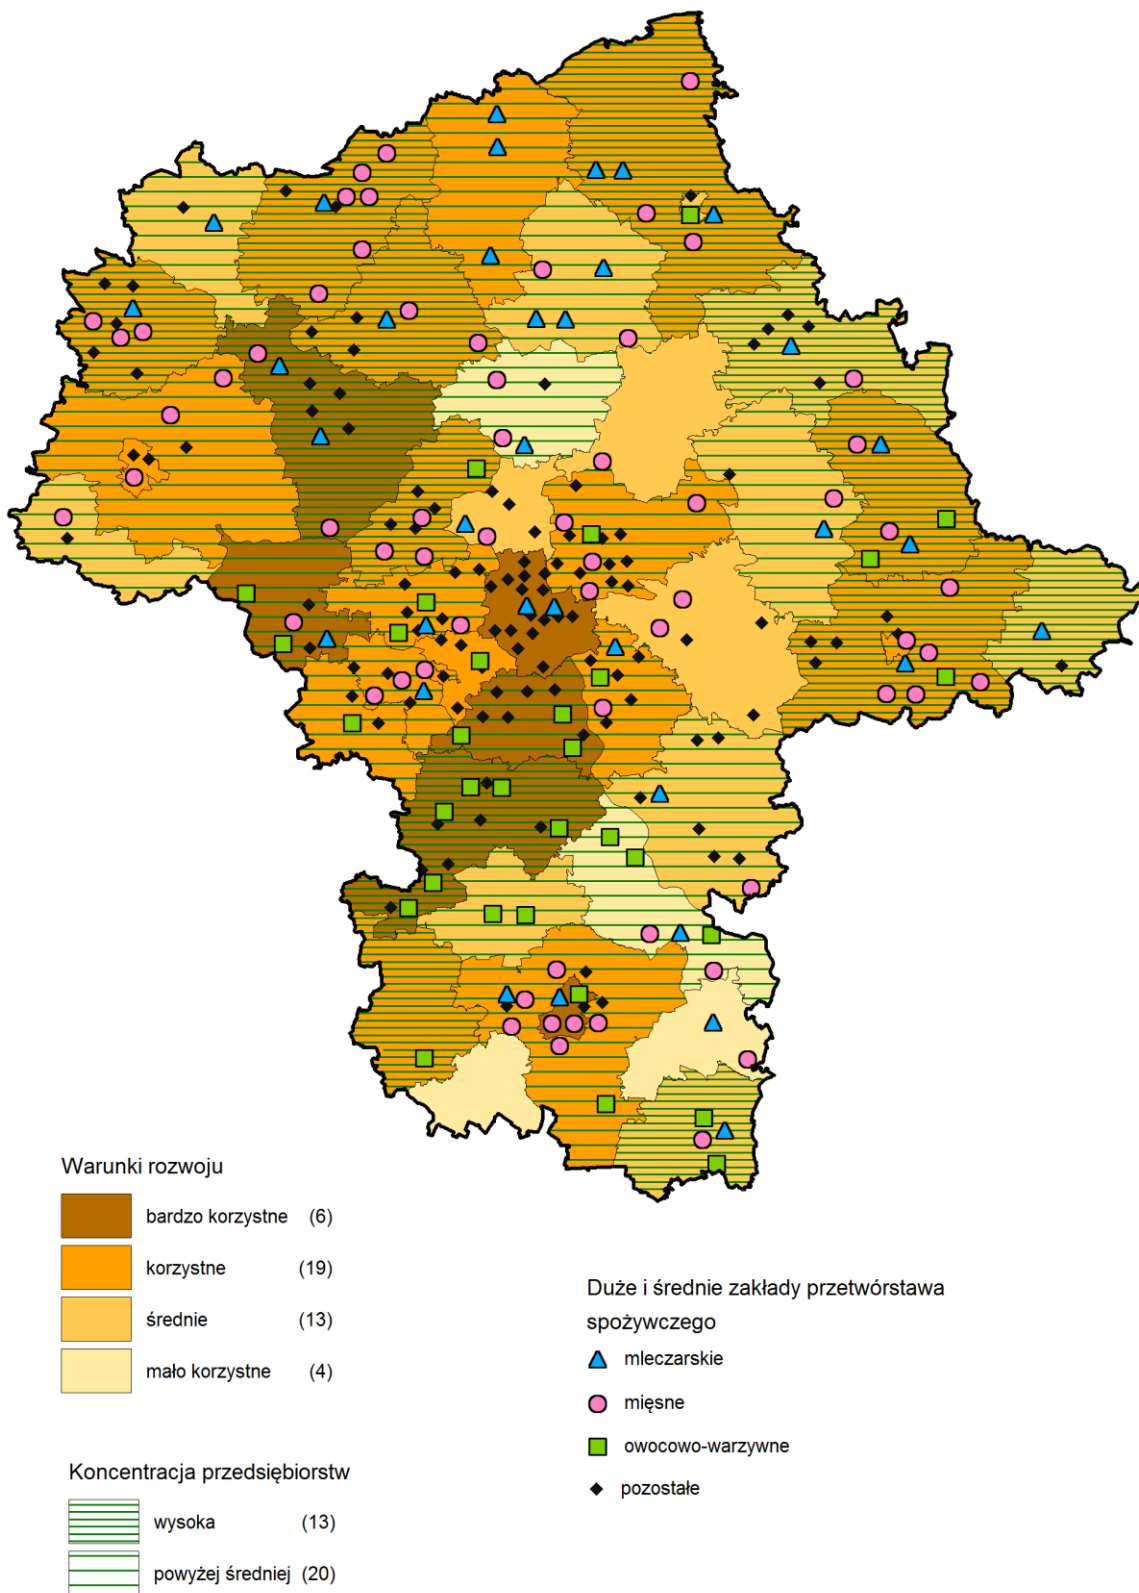 Warunki rozwoju
bardzo korzystne (6)
korzystne (19)
średnie (13)
mało korzystne (4)
Koncentracja przedsiębiorstw
wysoka (13)
powyżej średniej (20)
Duże i średnie zakłady przetwórstawa
spożywczego
mleczarskie
mięsne
owocowo-warzywne
pozostałe